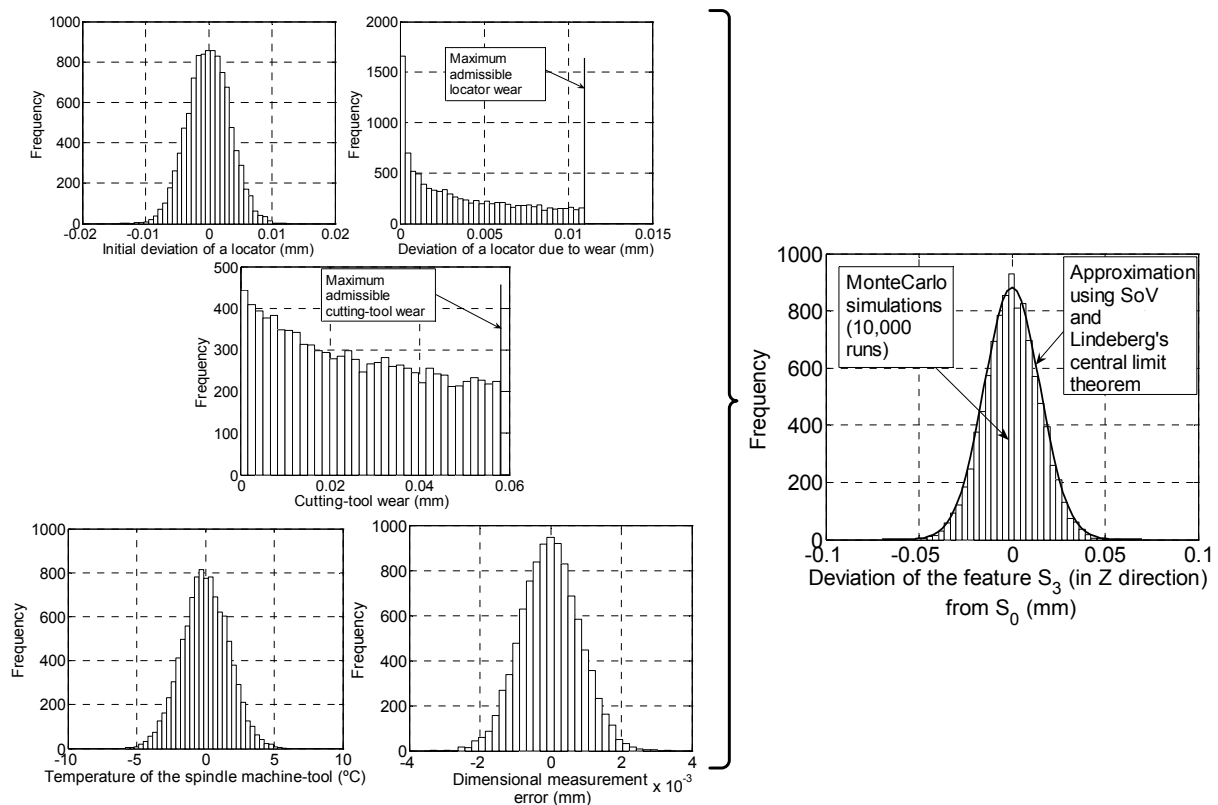 1000
800
600
400
200
0
Frequency
-0.02
-0.01
0
0.01
0.02
Initial deviation of a locator (mm)
2000
1500
1000
500
0
Frequency
Maximum
admissible
locator wear
0
0.005
0.01
0.015
Deviation of a locator due to wear (mm)
500
400
300
200
100
0
Frequency
Maximum
admissible
cutting-tool wear
0
0.02
0.04
0.06
Cutting-tool wear (mm)
1000
800
600
400
200
0
Frequency
-10
-5
0
5
10
Temperature of the spindle machine-tool (ºC)
1000
800
600
400
200
0
Frequency
-4
-2
0
2
4
x 10⁻³
Dimensional measurement
error (mm)
1000
800
600
400
200
0
Frequency
MonteCarlo
simulations
(10,000
runs)
Approximation
using SoV
and
Lindeberg's
central limit
theorem
-0.1
-0.05
0
0.05
0.1
Deviation of the feature S₃ (in Z direction)
from S₀ (mm)